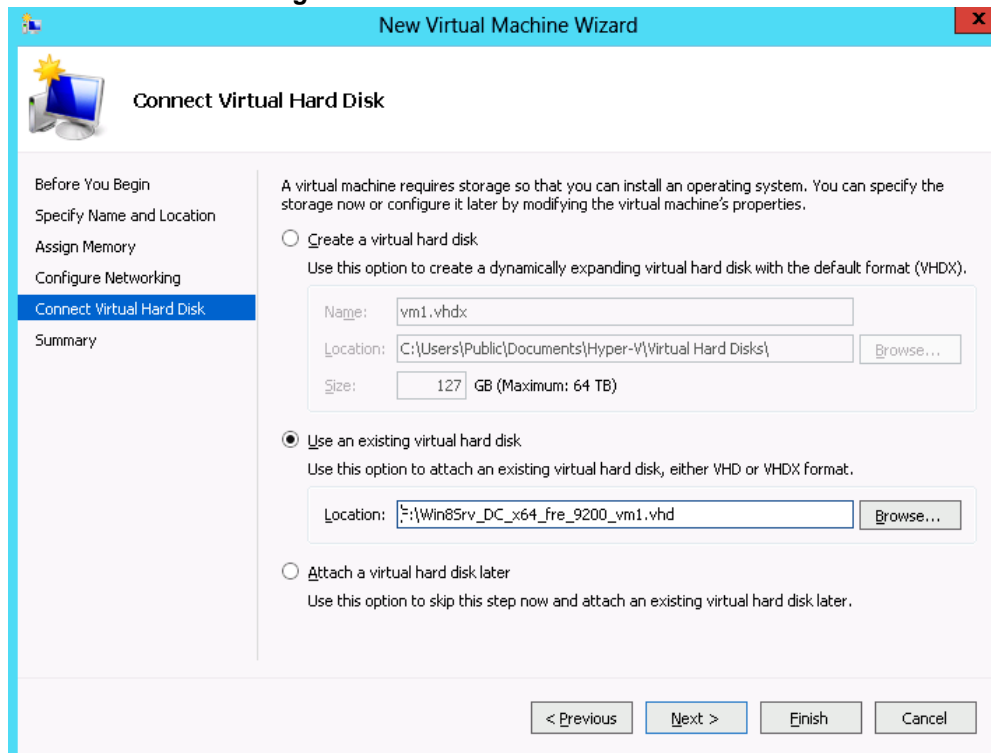 New Virtual Machine Wizard
X
Connect Virtual Hard Disk
Before You Begin
Specify Name and Location
Assign Memory
Configure Networking
Connect Virtual Hard Disk
Summary
A virtual machine requires storage so that you can install an operating system. You can specify the
storage now or configure it later by modifying the virtual machine's properties.
Create a virtual hard disk
Use this option to create a dynamically expanding virtual hard disk with the default format (VHDX).
Name: vm1.vhdx
Location: C:\Users\Public\Documents\Hyper-V\Virtual Hard Disks\ Browse...
Size: 127 GB (Maximum: 64 TB)
Use an existing virtual hard disk
Use this option to attach an existing virtual hard disk, either VHD or VHDX format.
Location: :\Win8Srv_DC_x64_fre_9200_vm1.vhd Browse...
Attach a virtual hard disk later
Use this option to skip this step now and attach an existing virtual hard disk later.
< Previous Next > Finish Cancel